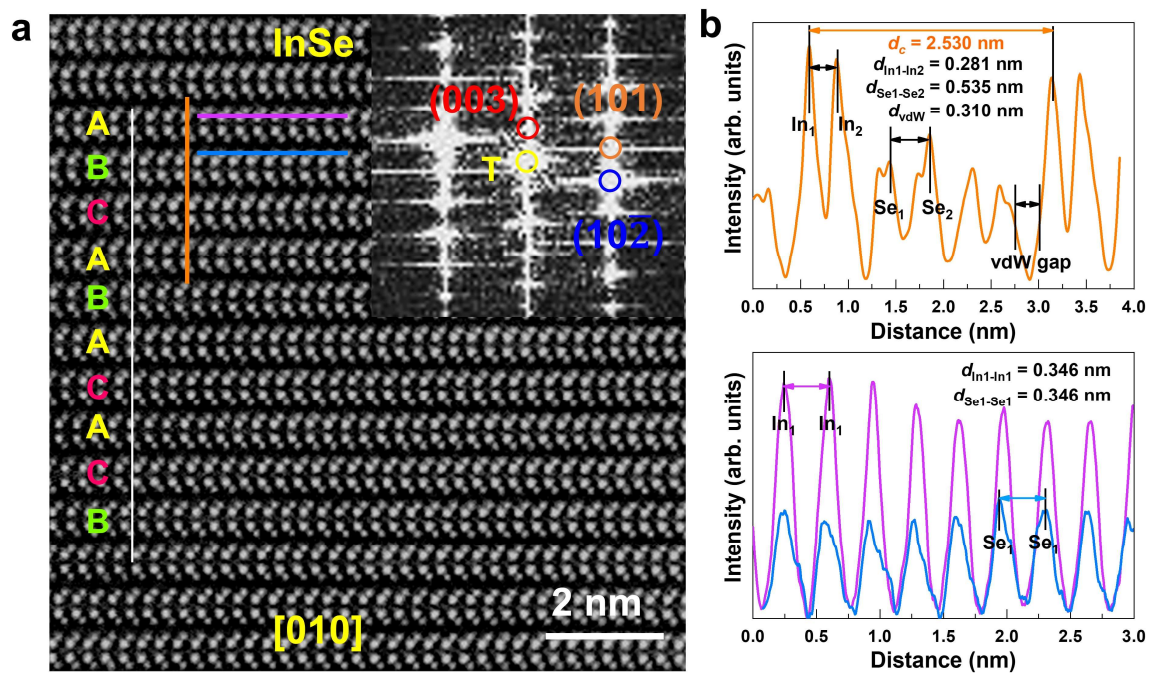 a
InSe
(003)
(101)
T
(102̅)
A
B
C
A
B
A
C
A
C
B
2 nm
[010]
b
Intensity (arb. units)
d_c = 2.530 nm
d_In1-In2 = 0.281 nm
d_Se1-Se2 = 0.535 nm
d_vdW = 0.310 nm
In₁ In₂
Se₁ Se₂
vdW gap
0.0 0.5 1.0 1.5 2.0 2.5 3.0 3.5 4.0
Distance (nm)
Intensity (arb. units)
d_In1-In1 = 0.346 nm
d_Se1-Se1 = 0.346 nm
In₁ In₁
Se₁ Se₁
0.0 0.5 1.0 1.5 2.0 2.5 3.0
Distance (nm)